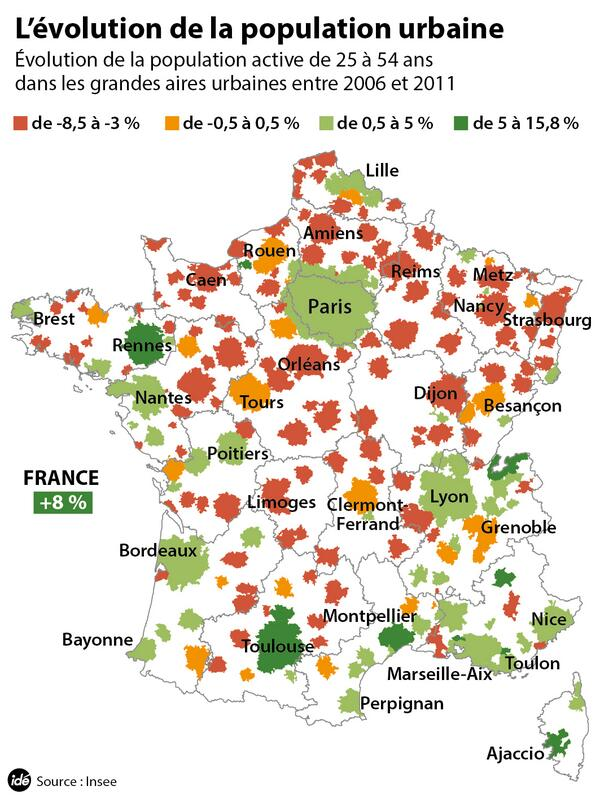 L'évolution de la population urbaine
Évolution de la population active de 25 à 54 ans
dans les grandes aires urbaines entre 2006 et 2011
de -8,5 à -3 %
de -0,5 à 0,5 %
de 0,5 à 5 %
de 5 à 15,8 %
Lille
Amiens
Rouen
Caen
Reims
Metz
Paris
Nancy
Strasbourg
Brest
Rennes
Orléans
Nantes
Tours
Dijon
Besançon
Poitiers
FRANCE
+8 %
Limoges
Clermont-
Ferrand
Lyon
Grenoble
Bordeaux
Montpellier
Nice
Bayonne
Toulouse
Marseille-Aix
Toulon
Perpignan
Ajaccio
idé
Source : Insee